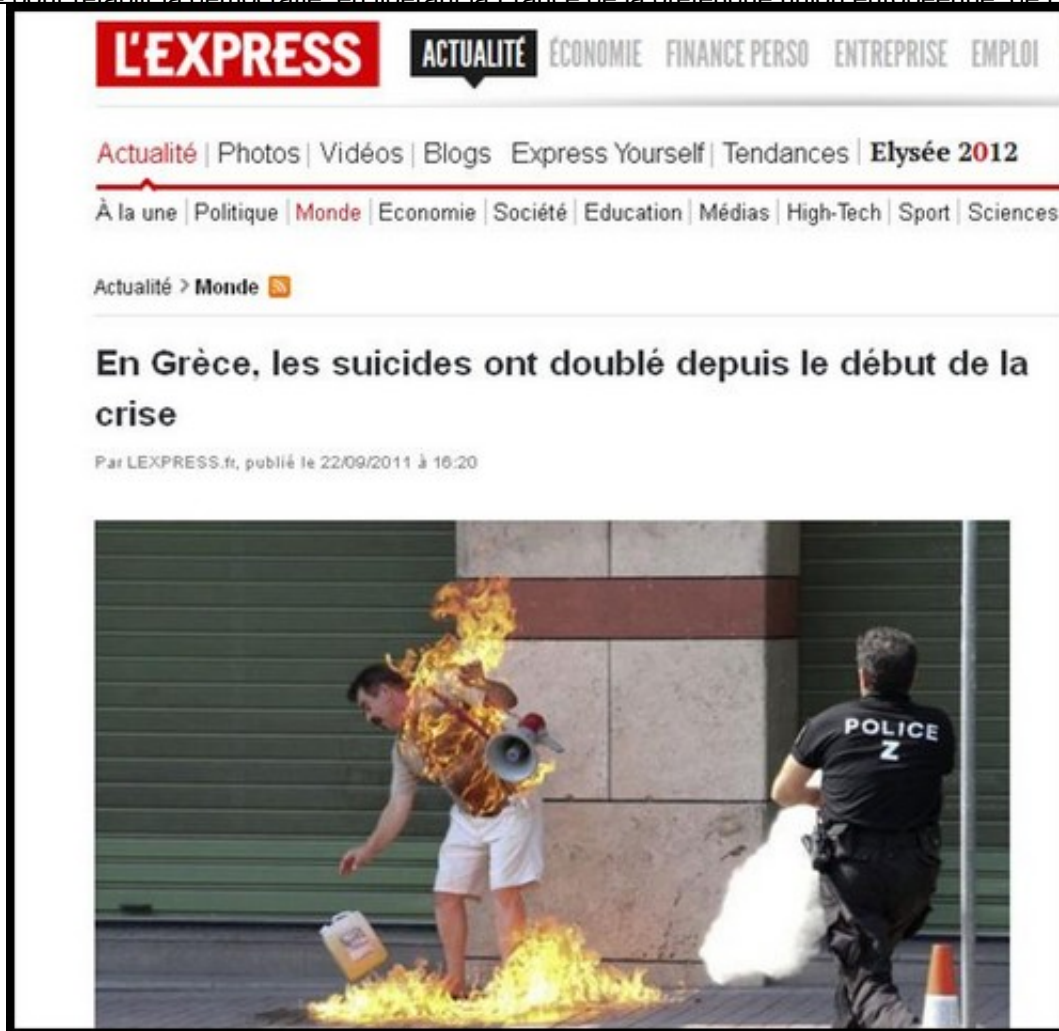 L'EXPRESS ACTUALITÉ ÉCONOMIE FINANCE PERSO ENTREPRISE EMPLOI
Actualité | Photos | Vidéos | Blogs Express Yourself | Tendances | Elysée 2012
À la une | Politique | Monde | Economie | Société | Education | Médias | High-Tech | Sport | Sciences
Actualité > Monde
En Grèce, les suicides ont doublé depuis le début de la
crise
Par LEXPRESS.fr, publié le 22/09/2011 à 16:20
POLICE
Z